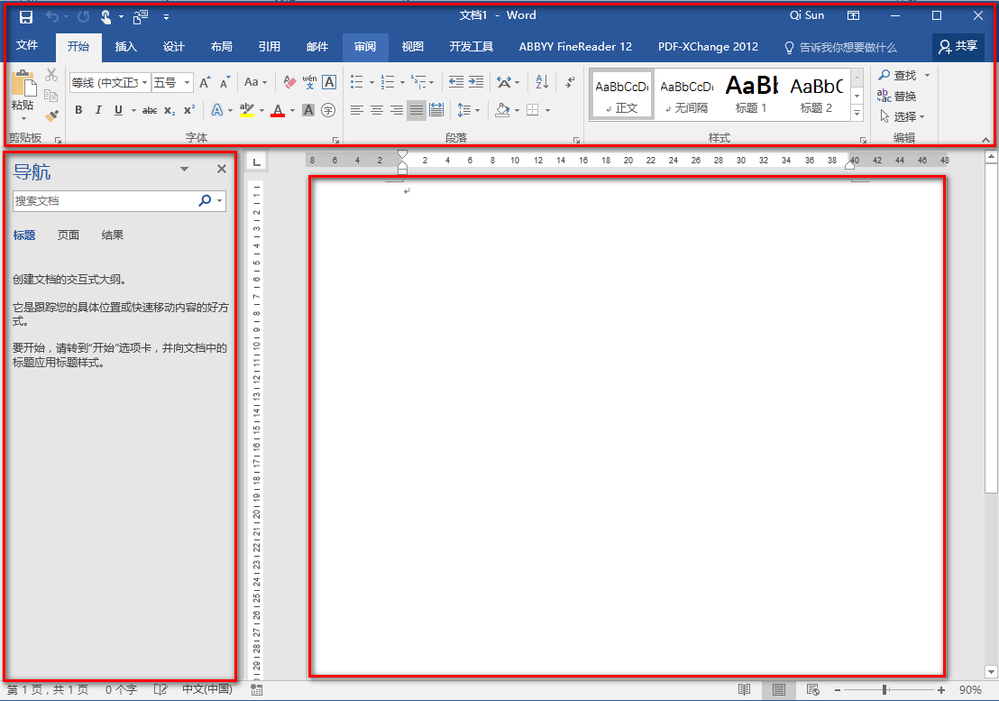 文档1 - Word
Qi Sun
文件 开始 插入 设计 布局 引用 邮件 审阅 视图 开发工具 ABBYY FineReader 12 PDF-XChange 2012 告诉我你想要做什么 共享
等线 (中文正文 五号 Aa wén 文 A
AaBbCcDd AaBbCcDd AaBb AaBbC
查找
替换
选择
粘贴
B I U abc X₂ X² A aby A A 字
正文 无间隔 标题 1 标题 2
剪贴板 字体 段落 样式 编辑
导航
搜索文档
标题 页面 结果
创建文档的交互式大纲。
它是跟踪您的具体位置或快速移动内容的好方
式。
要开始，请转到"开始"选项卡，并向文档中的
标题应用标题样式。
8 6 4 2 2 4 6 8 10 12 14 16 18 20 22 24 26 28 30 32 34 36 38 40 42 44 46 48
1
1
2
3
4
5
6
7
8
9
10
11
12
13
14
15
16
17
18
19
20
21
22
23
24
25
26
27
28
29
第 1 页，共 1 页 0 个字 中文(中国) 90%